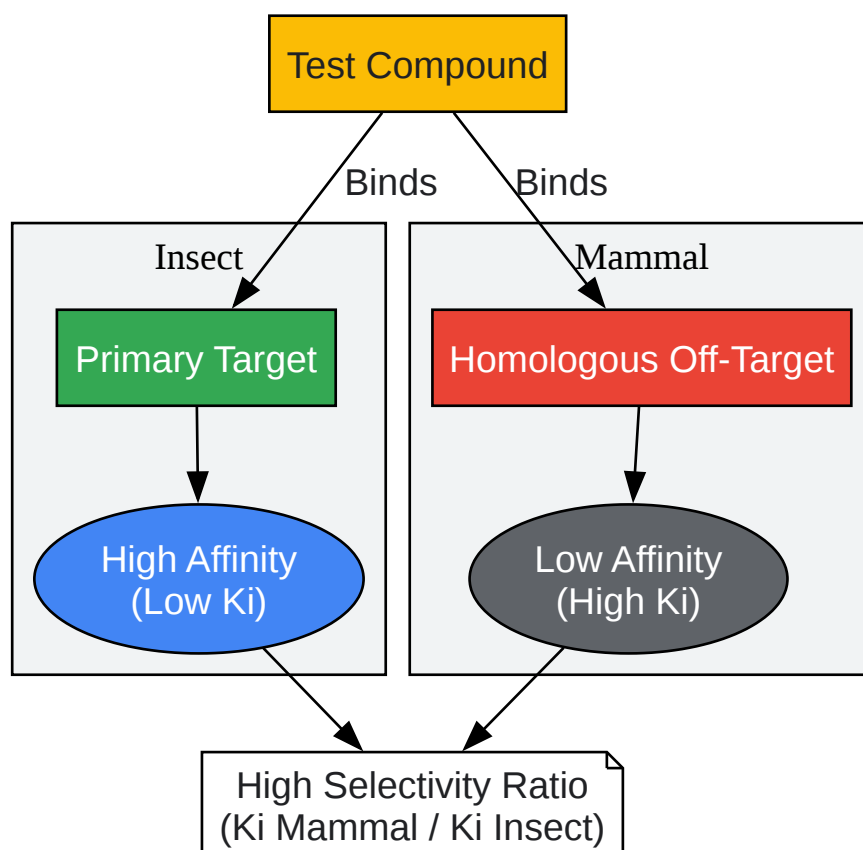 Test Compound
Binds
Binds
Insect
Mammal
Primary Target
Homologous Off-Target
High Affinity
(Low Ki)
Low Affinity
(High Ki)
High Selectivity Ratio
(Ki Mammal / Ki Insect)